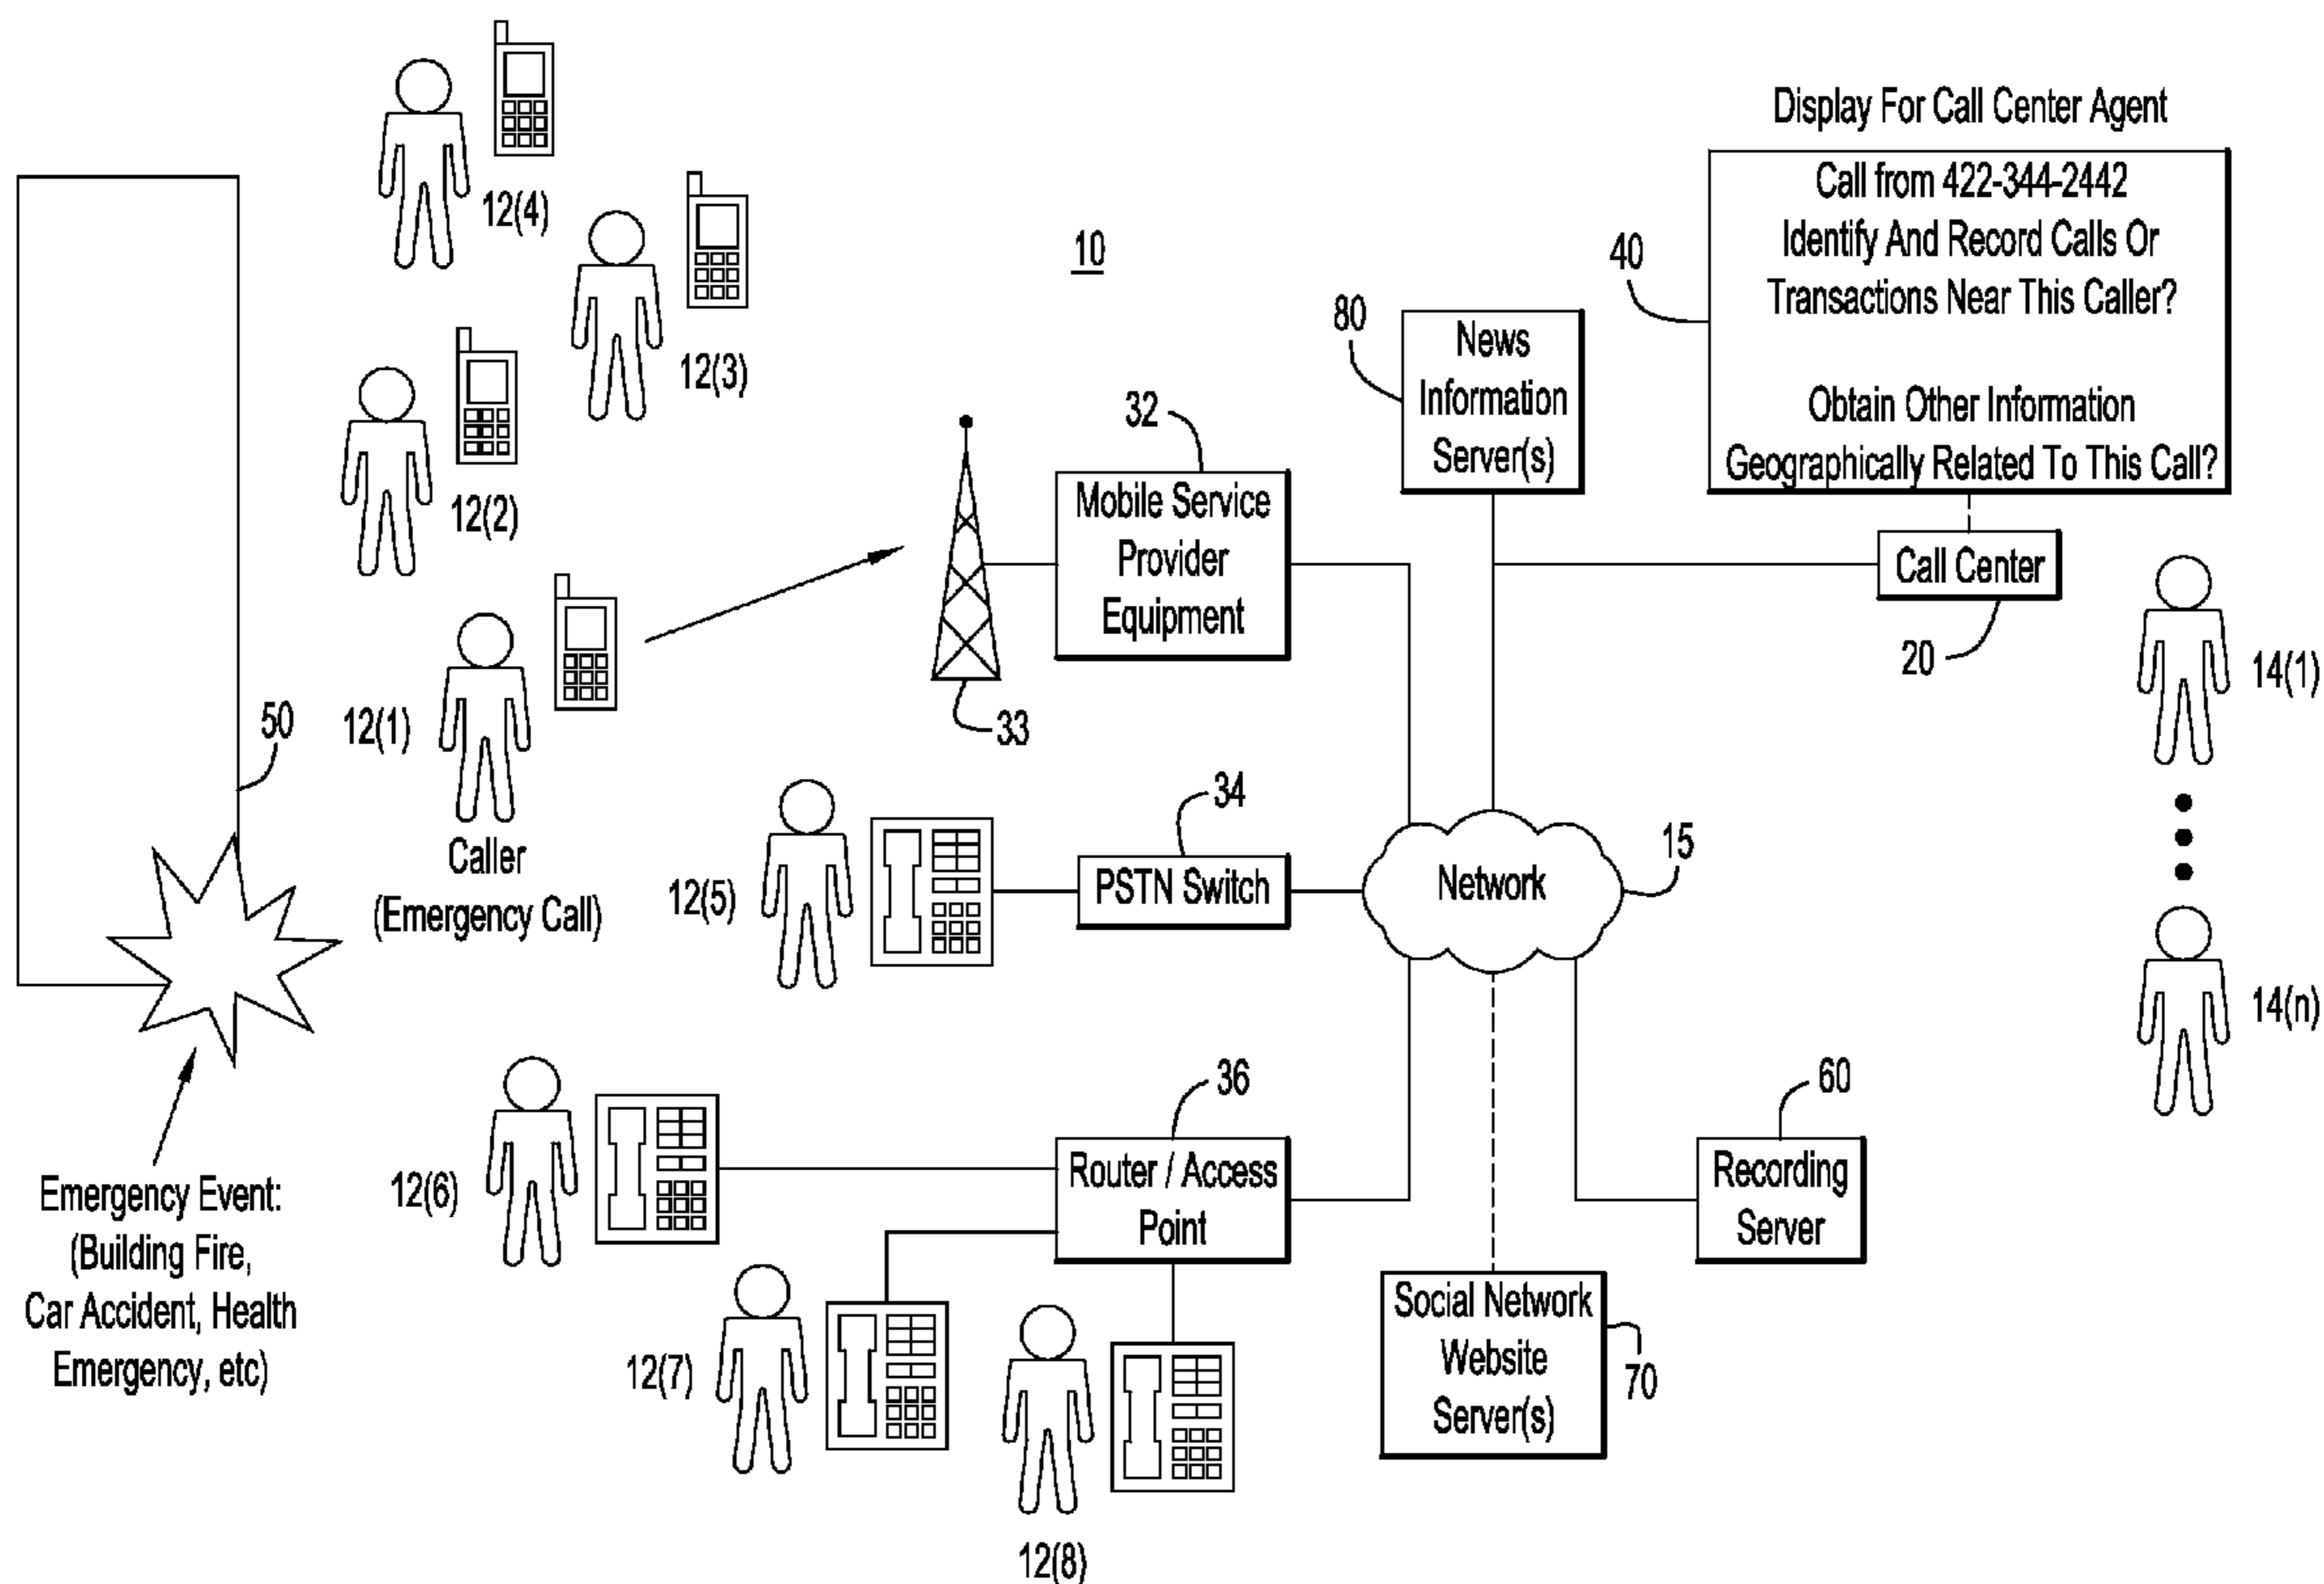 12(4)
12(3)
12(2)
12(1)
Caller
(Emergency Call)
50
Emergency Event:
(Building Fire,
Car Accident, Health
Emergency, etc)
10
32
Mobile Service
Provider
Equipment
33
80
News
Information
Server(s)
Display For Call Center Agent
40
Call from 422-344-2442
Identify And Record Calls Or
Transactions Near This Caller?
Obtain Other Information
Geographically Related To This Call?
Call Center
20
14(1)
14(n)
12(5)
34
PSTN Switch
Network
15
12(6)
36
Router / Access
Point
12(7)
12(8)
60
Recording
Server
Social Network
Website
Server(s)
70